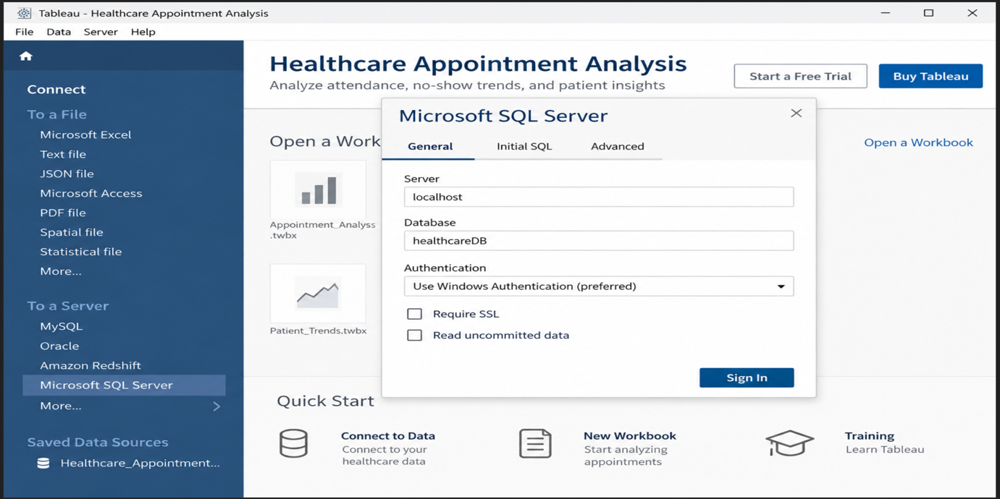 Tableau - Healthcare Appointment Analysis
File Data Server Help
Connect
To a File
Microsoft Excel
Text file
JSON file
Microsoft Access
PDF file
Spatial file
Statistical file
More...
To a Server
MySQL
Oracle
Amazon Redshift
Microsoft SQL Server
More...
Saved Data Sources
Healthcare_Appointment...
Healthcare Appointment Analysis
Analyze attendance, no-show trends, and patient insights
Start a Free Trial
Buy Tableau
Open a Work
Open a Workbook
Appointment_Analyss
.twbx
Patient_Trends.twbx
Microsoft SQL Server
General Initial SQL Advanced
Server
localhost
Database
healthcareDB
Authentication
Use Windows Authentication (preferred)
Require SSL
Read uncommitted data
Sign In
Quick Start
Connect to Data
Connect to your
healthcare data
New Workbook
Start analyzing
appointments
Training
Learn Tableau